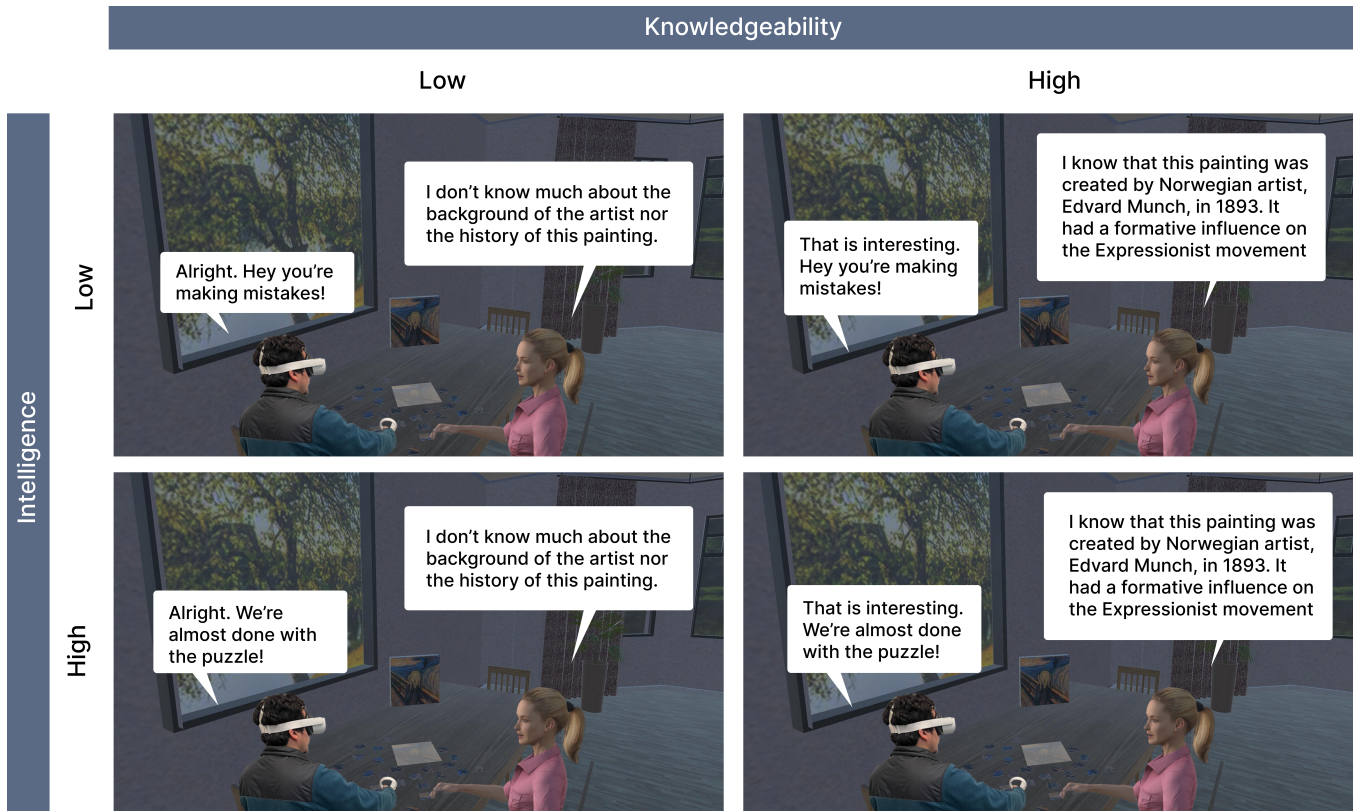 Knowledgeability
Low
High
Intelligence
Low
I don’t know much about the
background of the artist nor
the history of this painting.
Alright. Hey you’re
making mistakes!
I know that this painting was
created by Norwegian artist,
Edvard Munch, in 1893. It
had a formative influence on
the Expressionist movement
That is interesting.
Hey you’re making
mistakes!
High
I don’t know much about the
background of the artist nor
the history of this painting.
Alright. We’re
almost done with
the puzzle!
I know that this painting was
created by Norwegian artist,
Edvard Munch, in 1893. It
had a formative influence on
the Expressionist movement
That is interesting.
We’re almost done
with the puzzle!